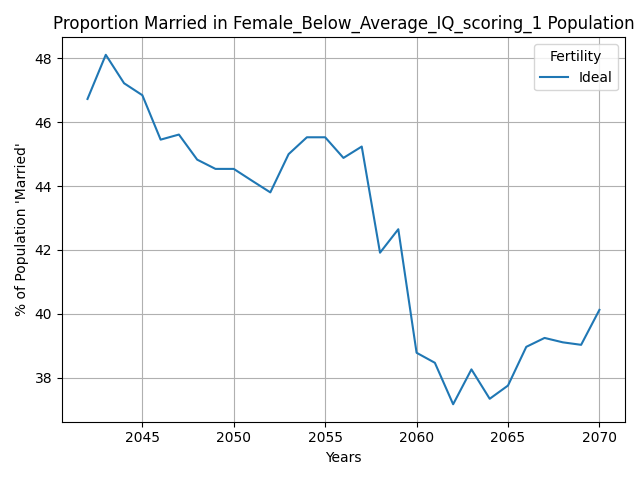 Proportion Married in Female_Below_Average_IQ_scoring_1 Population
Fertility
Ideal
% of Population 'Married'
48
46
44
42
40
38
2045 2050 2055 2060 2065 2070
Years